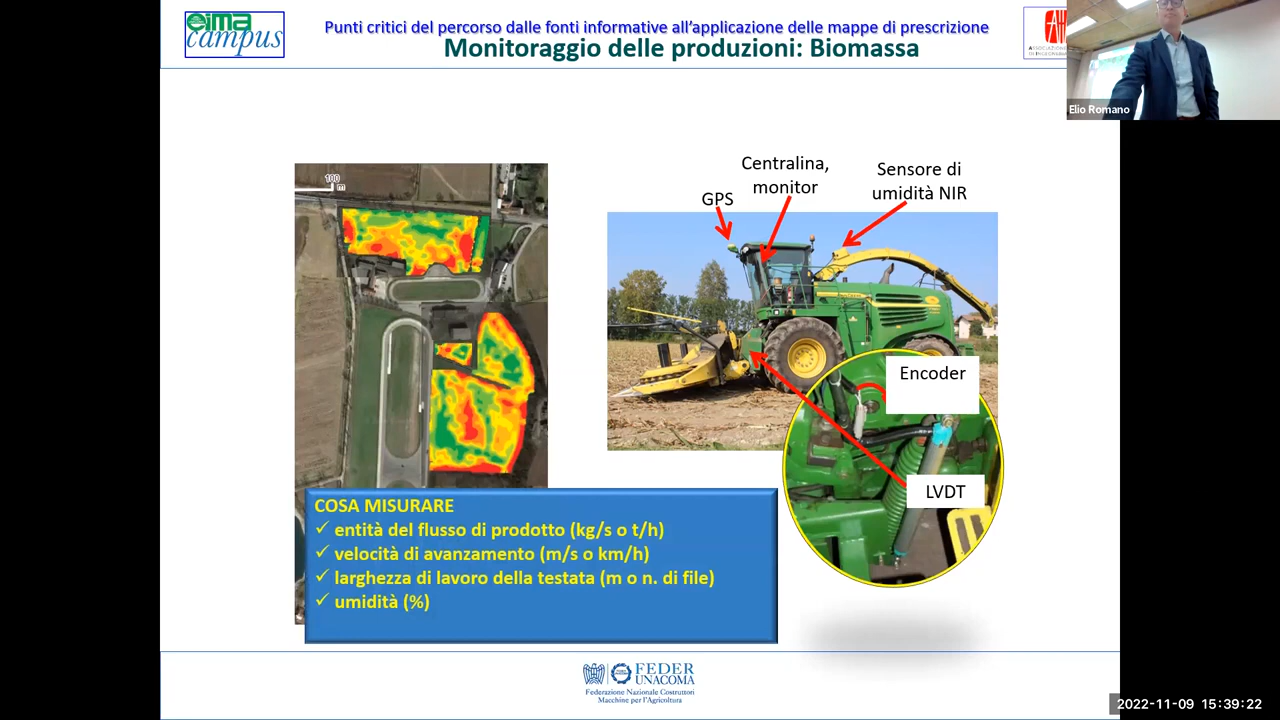 eima
campus
Punti critici del percorso dalle fonti informative all'applicazione delle mappe di prescrizione
Monitoraggio delle produzioni: Biomassa
Elio Romano
100
m
GPS
Centralina,
monitor
Sensore di
umidità NIR
Encoder
LVDT
COSA MISURARE
✓ entità del flusso di prodotto (kg/s o t/h)
✓ velocità di avanzamento (m/s o km/h)
✓ larghezza di lavoro della testata (m o n. di file)
✓ umidità (%)
FEDER
UNACOMA
Federazione Nazionale Costruttori
Macchine per l'Agricoltura
2022-11-09 15:39:22